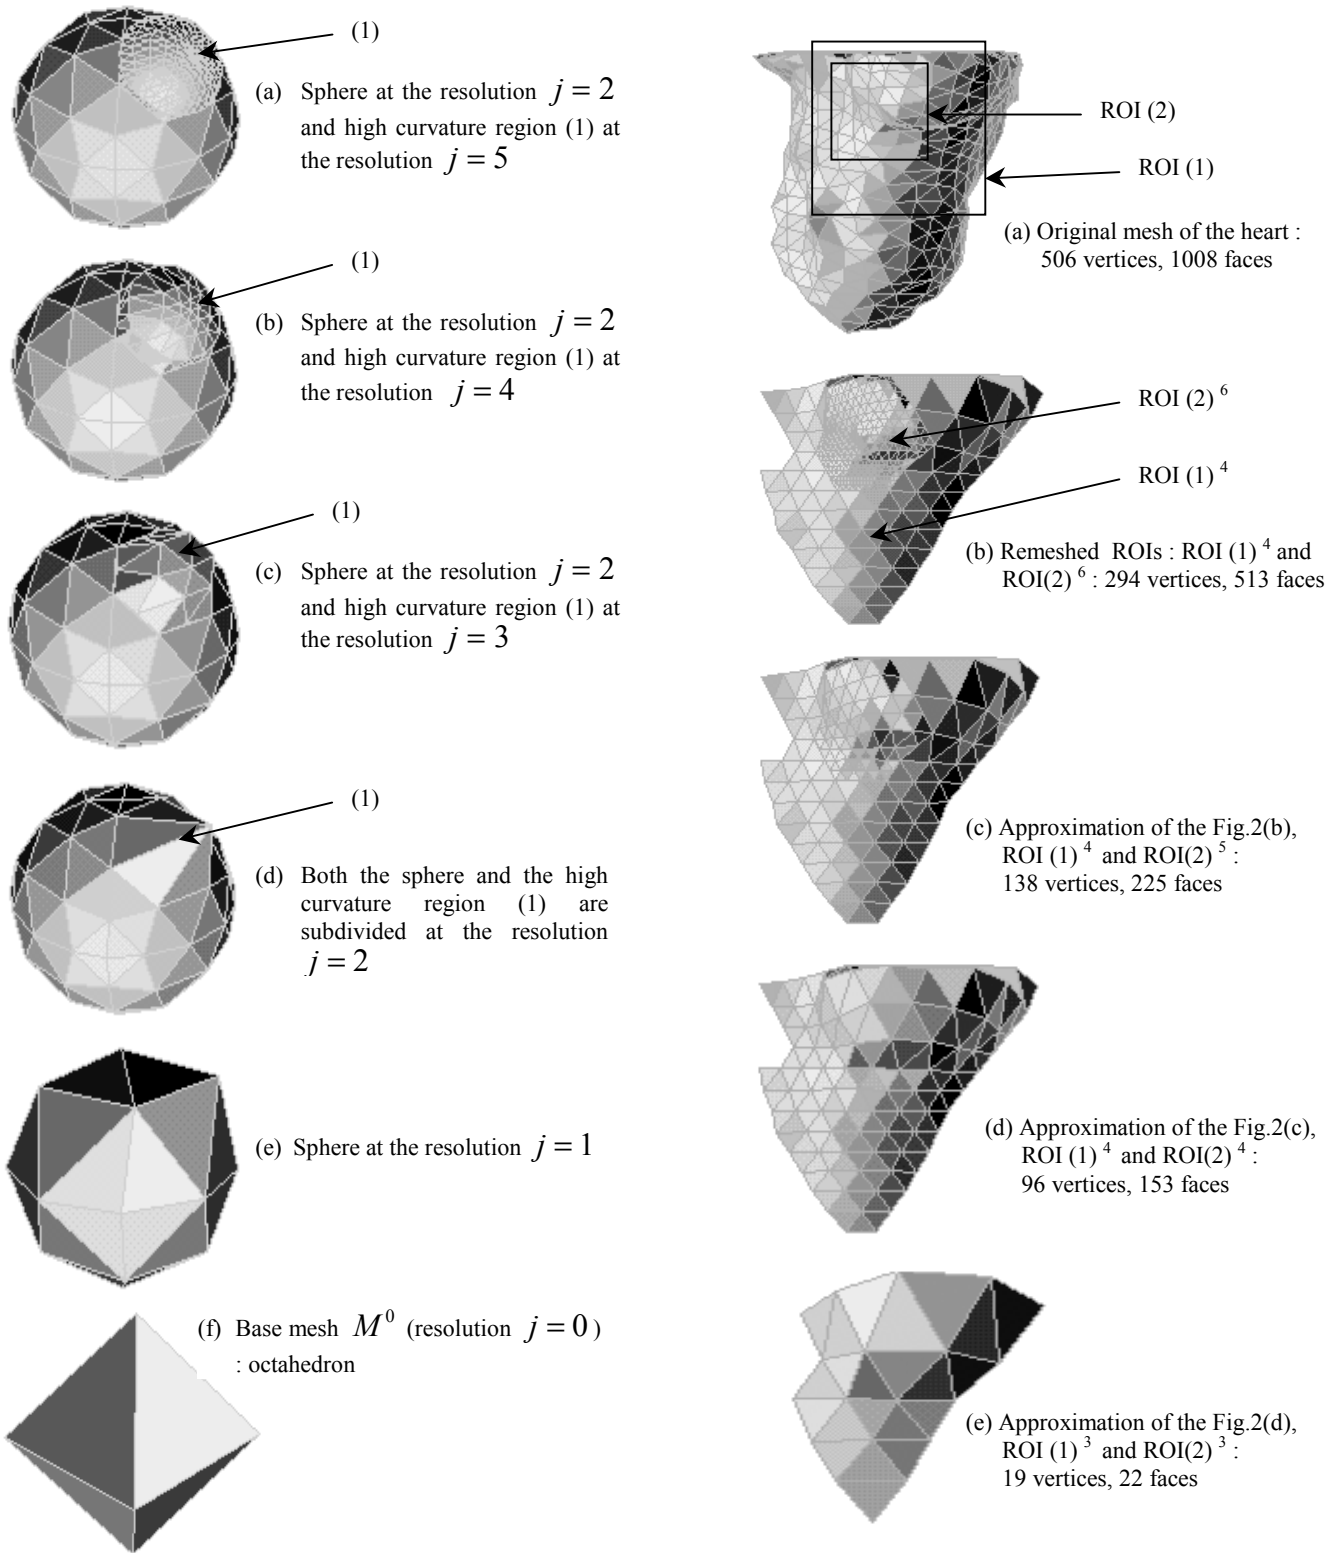 (1)
(a) Sphere at the resolution j = 2
and high curvature region (1) at
the resolution j = 5
(1)
(b) Sphere at the resolution j = 2
and high curvature region (1) at
the resolution j = 4
(1)
(c) Sphere at the resolution j = 2
and high curvature region (1) at
the resolution j = 3
(1)
(d) Both the sphere and the high
curvature region (1) are
subdivided at the resolution
j = 2
(e) Sphere at the resolution j = 1
(f) Base mesh M⁰ (resolution j = 0 )
: octahedron
ROI (2)
ROI (1)
(a) Original mesh of the heart :
506 vertices, 1008 faces
ROI (2) ⁶
ROI (1) ⁴
(b) Remeshed ROIs : ROI (1) ⁴ and
ROI(2) ⁶ : 294 vertices, 513 faces
(c) Approximation of the Fig.2(b),
ROI (1) ⁴ and ROI(2) ⁵ :
138 vertices, 225 faces
(d) Approximation of the Fig.2(c),
ROI (1) ⁴ and ROI(2) ⁴ :
96 vertices, 153 faces
(e) Approximation of the Fig.2(d),
ROI (1) ³ and ROI(2) ³ :
19 vertices, 22 faces